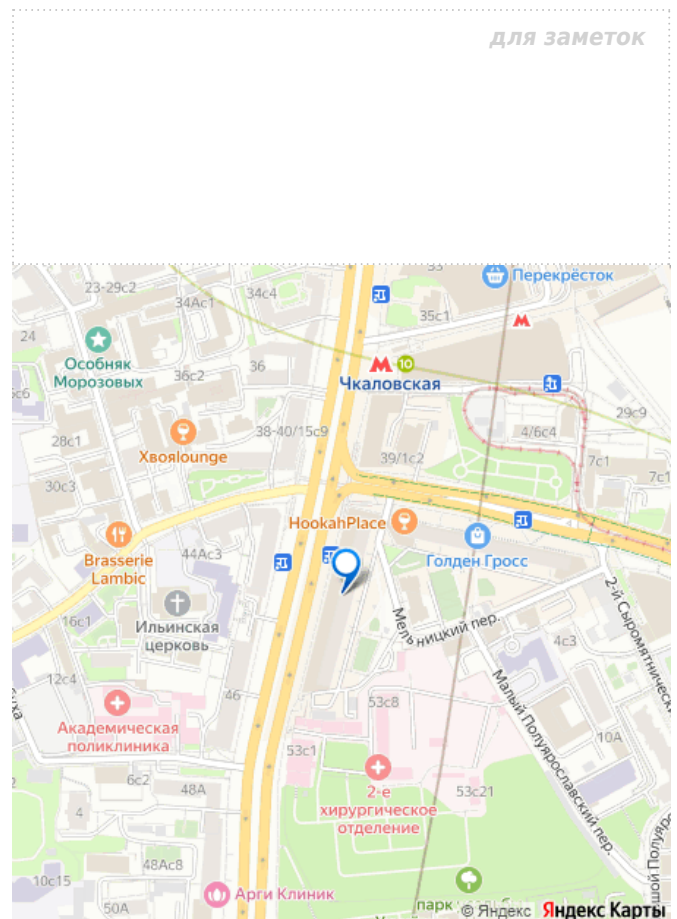 для заметок
33
Перекрёсток
23-29с2
34с4
34Ас1
35с1
24
Особняк
Морозовых
36
10
Чкаловская
36с2
29с9
38-40/15с9
4/6с4
28с1
Хвояlounge
39/1с2
7с1
7с1
30с3
HookahPlace
Голден Гросс
Brasserie
Lambic
44Ас3
16с1
Ильинская
церковь
Мельницкий пер.
2-й Сыромятнический
4с3
12с4
46
53с8
Малый Полуярославский пер.
10А
Академическая
поликлиника
53с1
6с2
48А
2-е
хирургическое
отделение
53с21
4
48Ас8
10с15
Арги Клиник
50А
парк
© Яндекс Яндекс Карты